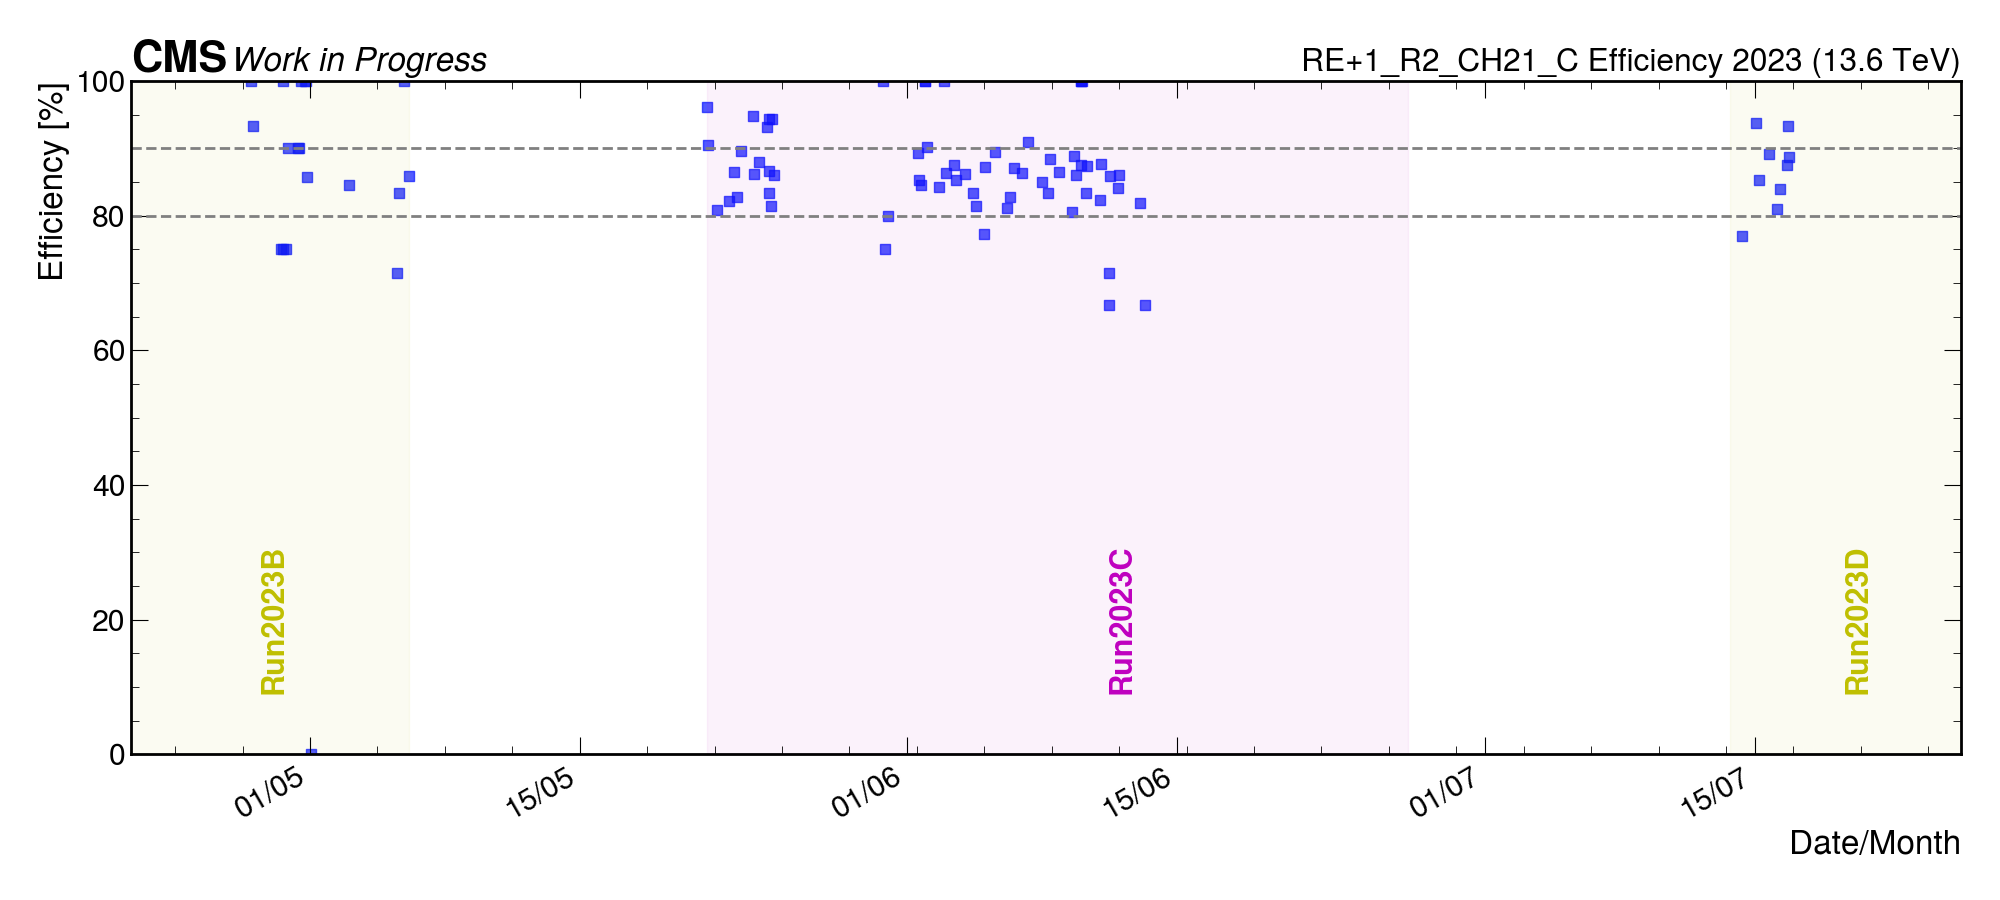 CMS Work in Progress
RE+1_R2_CH21_C Efficiency 2023 (13.6 TeV)
Efficiency [%]
100
80
60
40
20
0
Run2023B
Run2023C
Run2023D
01/05
15/05
01/06
15/06
01/07
15/07
Date/Month